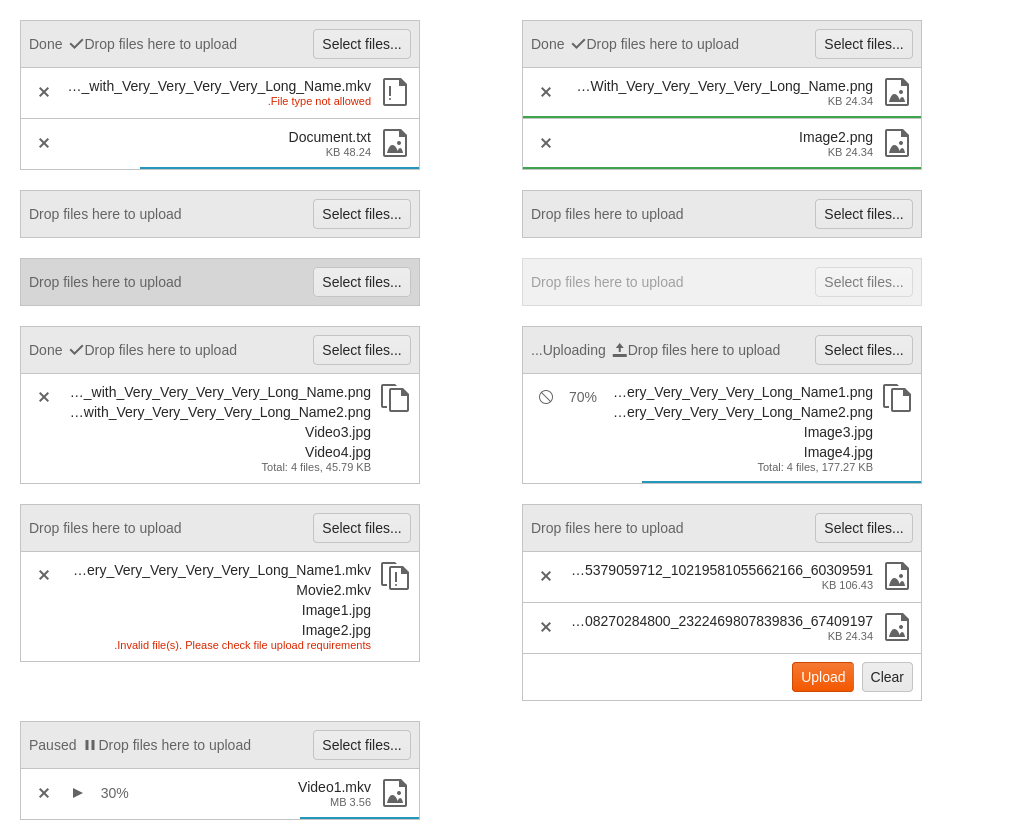 Done Drop files here to upload Select files...
..._with_Very_Very_Very_Very_Long_Name.mkv
.File type not allowed
Document.txt
KB 48.24
Done Drop files here to upload Select files...
...With_Very_Very_Very_Very_Long_Name.png
KB 24.34
Image2.png
KB 24.34
Drop files here to upload Select files...
Drop files here to upload Select files...
Drop files here to upload Select files...
Drop files here to upload Select files...
Done Drop files here to upload Select files...
..._with_Very_Very_Very_Very_Long_Name.png
...with_Very_Very_Very_Very_Long_Name2.png
Video3.jpg
Video4.jpg
Total: 4 files, 45.79 KB
...Uploading Drop files here to upload Select files...
70% ...ery_Very_Very_Very_Long_Name1.png
...ery_Very_Very_Very_Long_Name2.png
Image3.jpg
Image4.jpg
Total: 4 files, 177.27 KB
Drop files here to upload Select files...
...ery_Very_Very_Very_Very_Long_Name1.mkv
Movie2.mkv
Image1.jpg
Image2.jpg
.Invalid file(s). Please check file upload requirements
Drop files here to upload Select files...
...5379059712_10219581055662166_60309591
KB 106.43
...08270284800_2322469807839836_67409197
KB 24.34
Upload Clear
Paused Drop files here to upload Select files...
30% Video1.mkv
MB 3.56